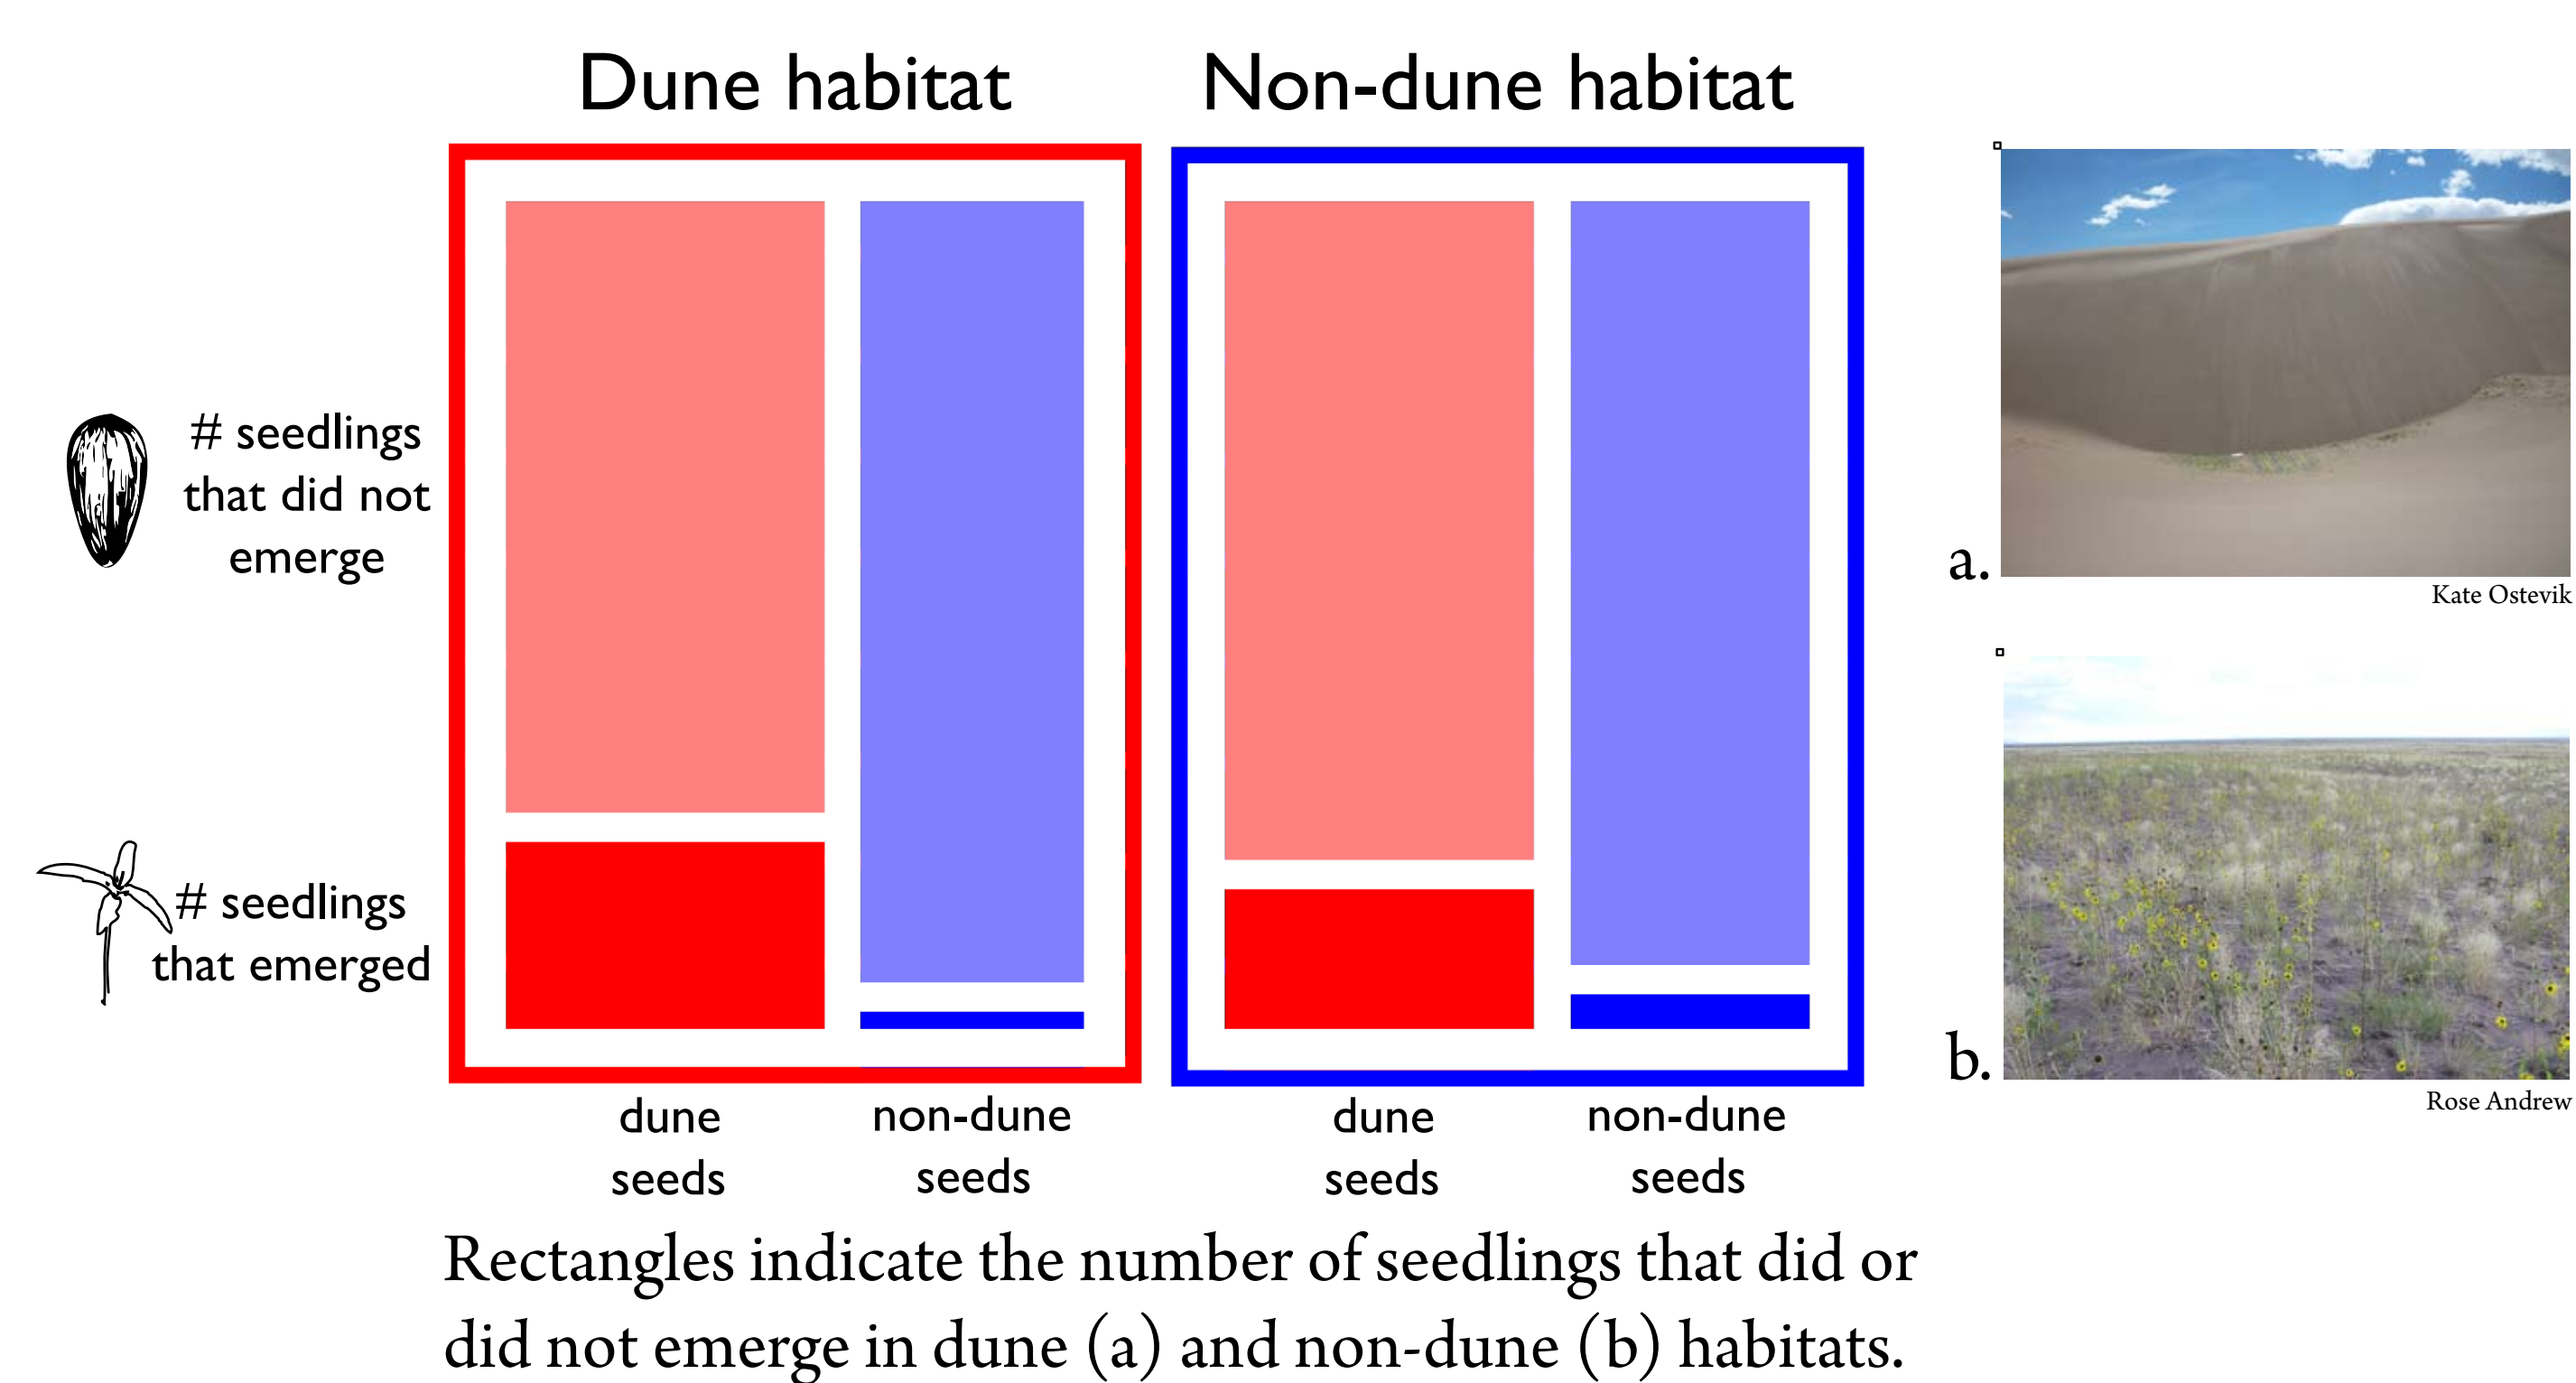 Dune habitat
Non-dune habitat
# seedlings
that did not
emerge
# seedlings
that emerged
dune
seeds
non-dune
seeds
dune
seeds
non-dune
seeds
a.
Kate Ostevik
b.
Rose Andrew
Rectangles indicate the number of seedlings that did or
did not emerge in dune (a) and non-dune (b) habitats.